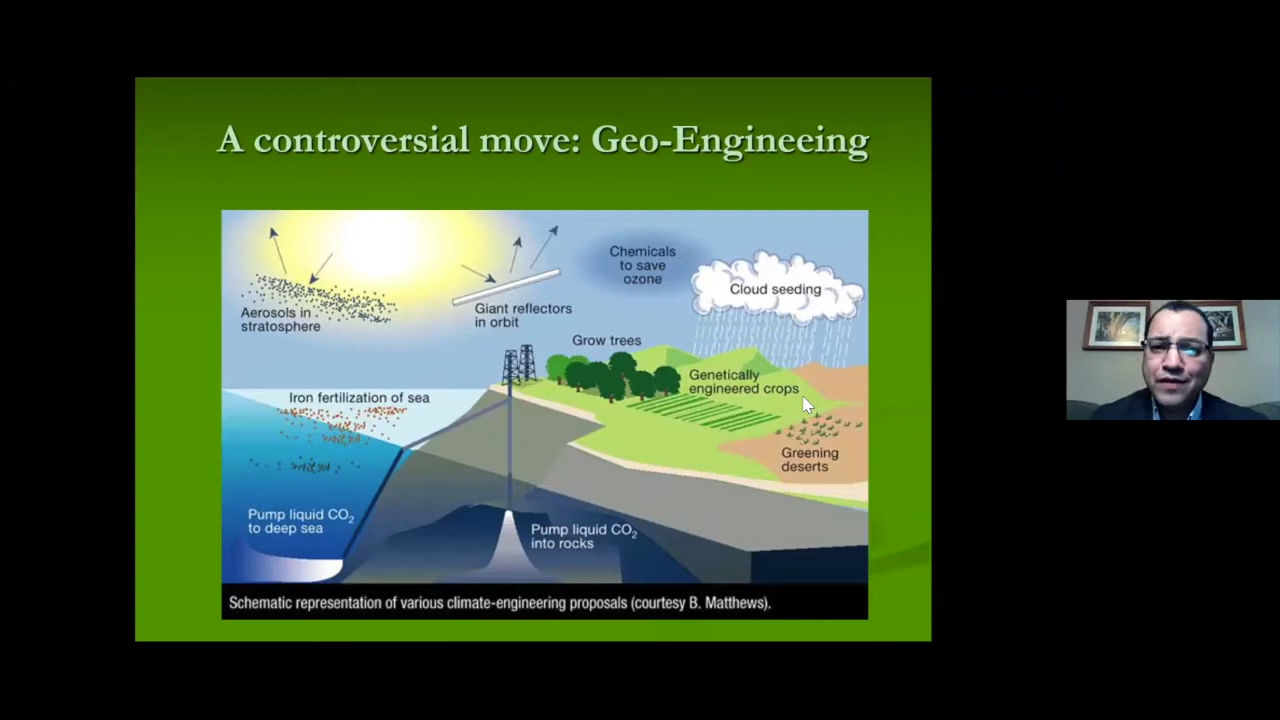 A controversial move: Geo-Engineeing
Chemicals
to save
ozone
Cloud seeding
Aerosols in
stratosphere
Giant reflectors
in orbit
Grow trees
Genetically
engineered crops
Iron fertilization of sea
Greening
deserts
Pump liquid CO₂
to deep sea
Pump liquid CO₂
into rocks
Schematic representation of various climate-engineering proposals (courtesy B. Matthews).